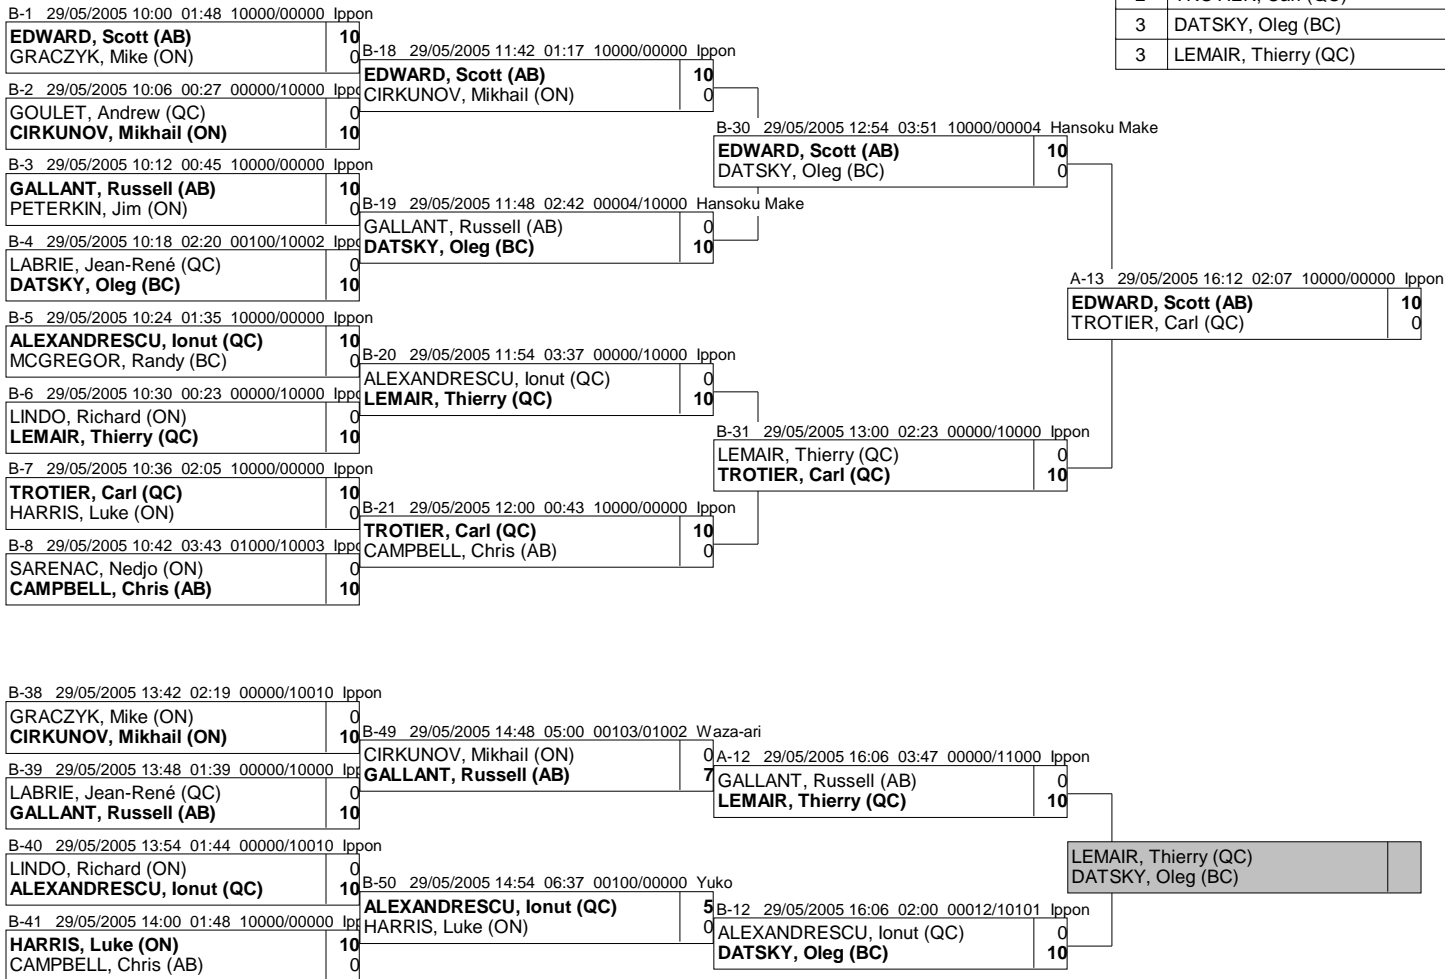 3 DATSKY, Oleg (BC)
3 LEMAIR, Thierry (QC)
B-1 29/05/2005 10:00 01:48 10000/00000 Ippon
EDWARD, Scott (AB) 10
GRACZYK, Mike (ON) 0
B-2 29/05/2005 10:06 00:27 00000/10000
GOULET, Andrew (QC) 0
CIRKUNOV, Mikhail (ON) 10
B-3 29/05/2005 10:12 00:45 10000/00000 Ippon
GALLANT, Russell (AB) 10
PETERKIN, Jim (ON) 0
B-4 29/05/2005 10:18 02:20 00100/10002
LABRIE, Jean-René (QC) 0
DATSKY, Oleg (BC) 10
B-5 29/05/2005 10:24 01:35 10000/00000 Ippon
ALEXANDRESCU, Ionut (QC) 10
MCGREGOR, Randy (BC) 0
B-6 29/05/2005 10:30 00:23 00000/10000
LINDO, Richard (ON) 0
LEMAIR, Thierry (QC) 10
B-7 29/05/2005 10:36 02:05 10000/00000 Ippon
TROTIER, Carl (QC) 10
HARRIS, Luke (ON) 0
B-8 29/05/2005 10:42 03:43 01000/10003
SARENAC, Nedjo (ON) 0
CAMPBELL, Chris (AB) 10
B-18 29/05/2005 11:42 01:17 10000/00000 Ippon
EDWARD, Scott (AB) 10
CIRKUNOV, Mikhail (ON) 0
B-19 29/05/2005 11:48 02:42 00004/10000 Hansoku Make
GALLANT, Russell (AB) 0
DATSKY, Oleg (BC) 10
B-20 29/05/2005 11:54 03:37 00000/10000 Ippon
ALEXANDRESCU, Ionut (QC) 0
LEMAIR, Thierry (QC) 10
B-21 29/05/2005 12:00 00:43 10000/00000 Ippon
TROTIER, Carl (QC) 10
CAMPBELL, Chris (AB) 0
B-30 29/05/2005 12:54 03:51 10000/00004 Hansoku Make
EDWARD, Scott (AB) 10
DATSKY, Oleg (BC) 0
B-31 29/05/2005 13:00 02:23 00000/10000 Ippon
LEMAIR, Thierry (QC) 0
TROTIER, Carl (QC) 10
A-13 29/05/2005 16:12 02:07 10000/00000 Ippon
EDWARD, Scott (AB) 10
TROTIER, Carl (QC) 0
B-38 29/05/2005 13:42 02:19 00000/10010 Ippon
GRACZYK, Mike (ON) 0
CIRKUNOV, Mikhail (ON) 10
B-39 29/05/2005 13:48 01:39 00000/10000
LABRIE, Jean-René (QC) 0
GALLANT, Russell (AB) 10
B-40 29/05/2005 13:54 01:44 00000/10010 Ippon
LINDO, Richard (ON) 0
ALEXANDRESCU, Ionut (QC) 10
B-41 29/05/2005 14:00 01:48 10000/00000
HARRIS, Luke (ON) 10
CAMPBELL, Chris (AB) 0
B-49 29/05/2005 14:48 05:00 00103/01002 Waza-ari
CIRKUNOV, Mikhail (ON) 0
GALLANT, Russell (AB) 7
B-50 29/05/2005 14:54 06:37 00100/00000 Yuko
ALEXANDRESCU, Ionut (QC) 5
HARRIS, Luke (ON) 0
A-12 29/05/2005 16:06 03:47 00000/11000 Ippon
GALLANT, Russell (AB) 0
LEMAIR, Thierry (QC) 10
B-12 29/05/2005 16:06 02:00 00012/10101 Ippon
ALEXANDRESCU, Ionut (QC) 0
DATSKY, Oleg (BC) 10
LEMAIR, Thierry (QC)
DATSKY, Oleg (BC)